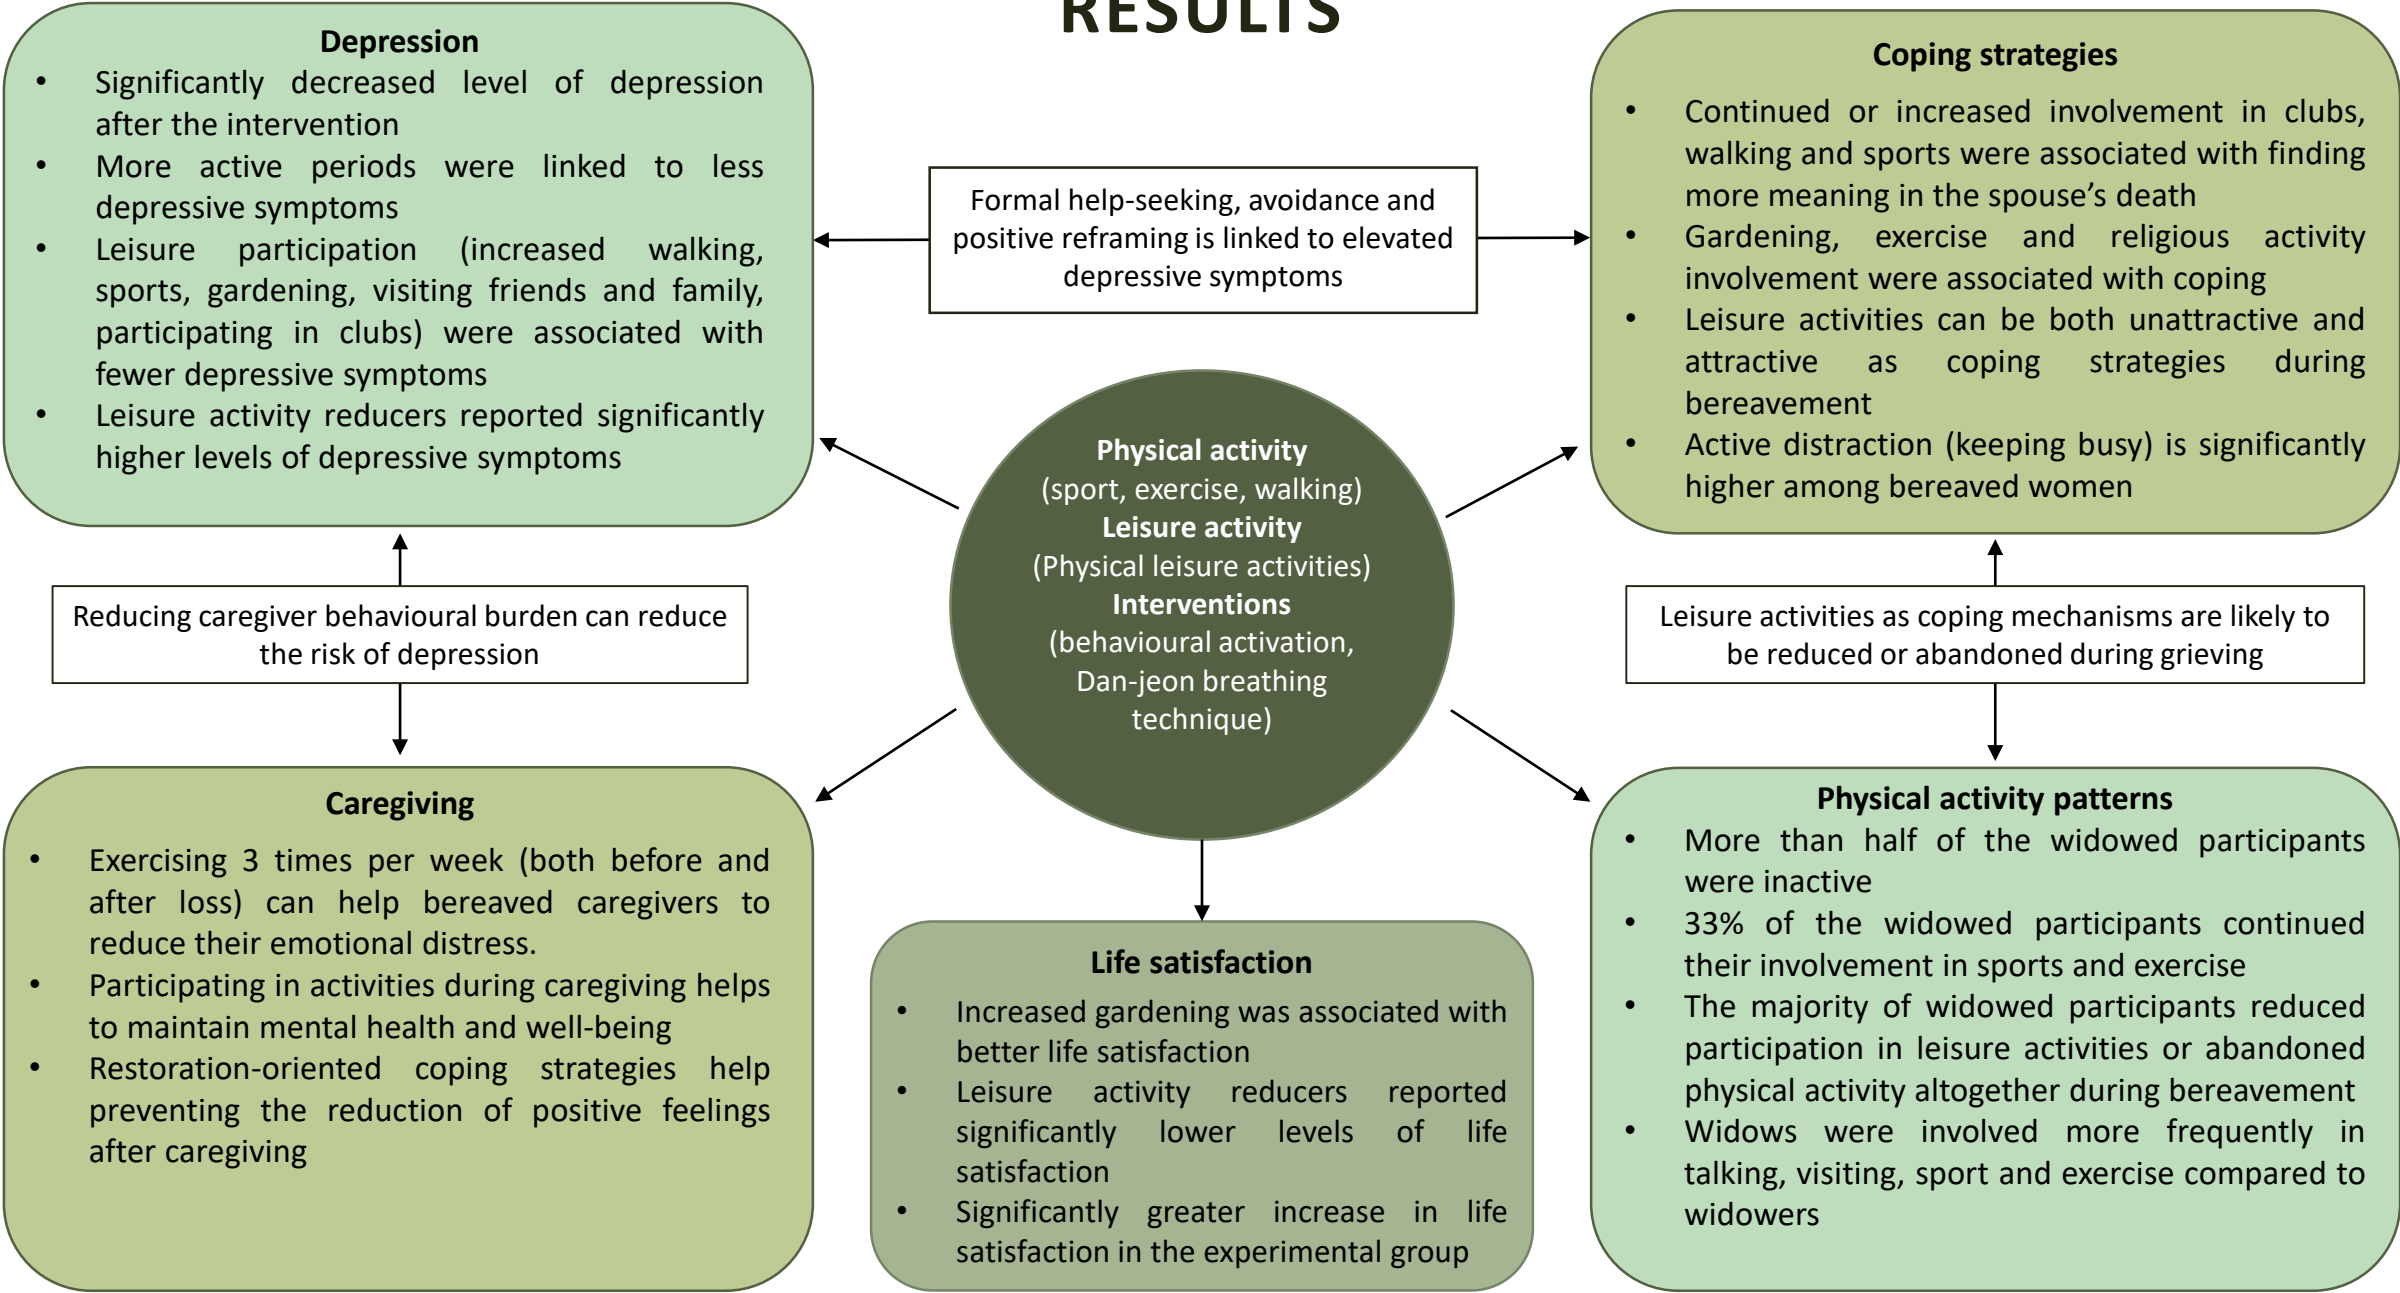 RESULTS
Depression
• Significantly decreased level of depression
after the intervention
• More active periods were linked to less
depressive symptoms
• Leisure participation (increased walking,
sports, gardening, visiting friends and family,
participating in clubs) were associated with
fewer depressive symptoms
• Leisure activity reducers reported significantly
higher levels of depressive symptoms
Formal help-seeking, avoidance and
positive reframing is linked to elevated
depressive symptoms
Coping strategies
• Continued or increased involvement in clubs,
walking and sports were associated with finding
more meaning in the spouse’s death
• Gardening, exercise and religious activity
involvement were associated with coping
• Leisure activities can be both unattractive and
attractive as coping strategies during
bereavement
• Active distraction (keeping busy) is significantly
higher among bereaved women
Physical activity
(sport, exercise, walking)
Leisure activity
(Physical leisure activities)
Interventions
(behavioural activation,
Dan-jeon breathing
technique)
Reducing caregiver behavioural burden can reduce
the risk of depression
Leisure activities as coping mechanisms are likely to
be reduced or abandoned during grieving
Caregiving
• Exercising 3 times per week (both before and
after loss) can help bereaved caregivers to
reduce their emotional distress.
• Participating in activities during caregiving helps
to maintain mental health and well-being
• Restoration-oriented coping strategies help
preventing the reduction of positive feelings
after caregiving
Life satisfaction
• Increased gardening was associated with
better life satisfaction
• Leisure activity reducers reported
significantly lower levels of life
satisfaction
• Significantly greater increase in life
satisfaction in the experimental group
Physical activity patterns
• More than half of the widowed participants
were inactive
• 33% of the widowed participants continued
their involvement in sports and exercise
• The majority of widowed participants reduced
participation in leisure activities or abandoned
physical activity altogether during bereavement
• Widows were involved more frequently in
talking, visiting, sport and exercise compared to
widowers